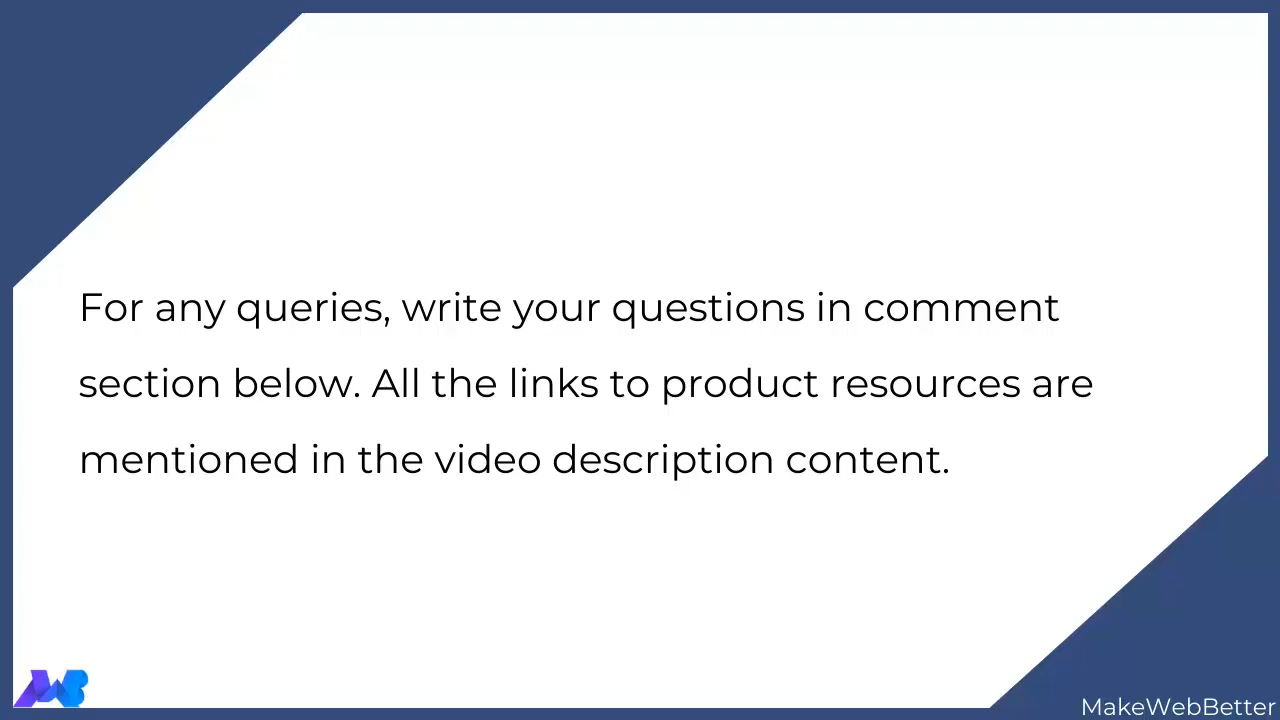 For any queries, write your questions in comment
section below. All the links to product resources are
mentioned in the video description content.
MWB
MakeWebBetter